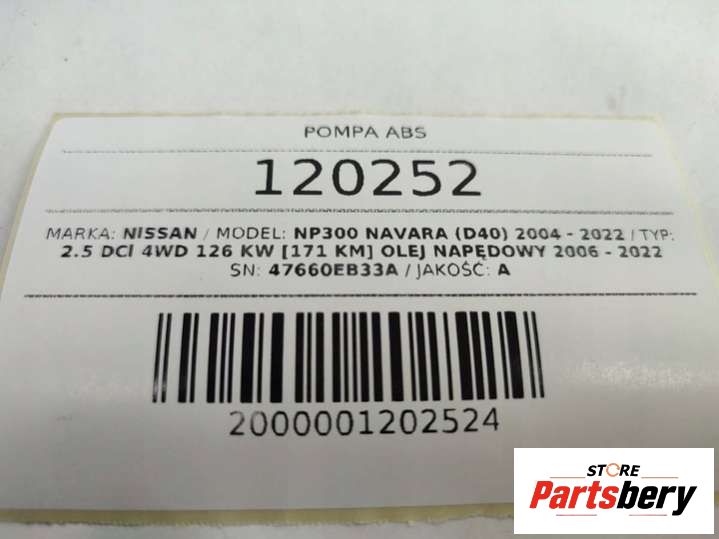 POMPA ABS
120252
MARKA: NISSAN / MODEL: NP300 NAVARA (D40) 2004 - 2022 / TYP:
2.5 DCI 4WD 126 KW [171 KM] OLEJ NAPĘDOWY 2006 - 2022
SN: 47660EB33A / JAKOŚĆ: A
2000001202524
STORE
Partsbery